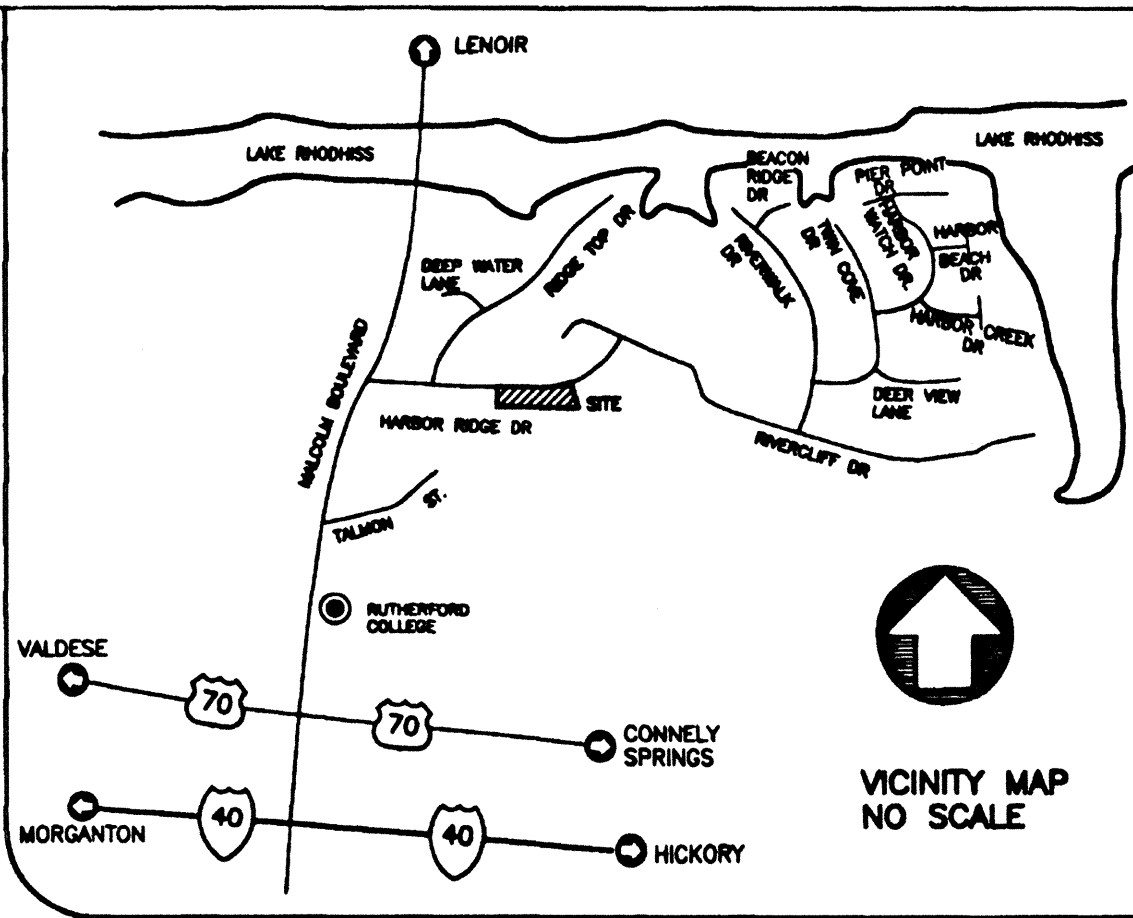 LENOIR
LAKE RHODHISS
LAKE RHODHISS
BEACON
RIDGE
DR
PIER POINT
DR
HARBOR
WATCH DR.
HARBOR
BEACH
DR
TWIN COVE
DR
RIVERWALK
DR
RIDGE TOP DR
DEEP WATER
LANE
HARBOR CREEK
DR
MALCOLM BOULEVARD
SITE
DEER VIEW
LANE
HARBOR RIDGE DR
RIVERCLIFF DR
TALMON ST.
RUTHERFORD
COLLEGE
VALDESE
70
70
CONNELY
SPRINGS
MORGANTON
40
40
HICKORY
VICINITY MAP
NO SCALE